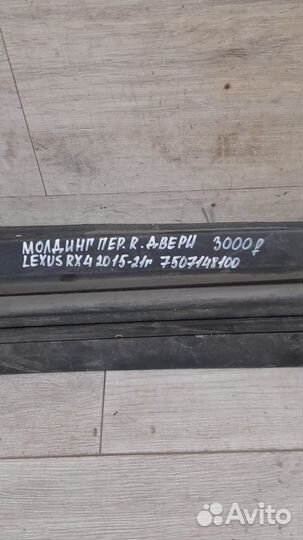 МОЛДИНГ ПЕР. R. ДВЕРИ 3000₽
LEXUS RX4 2015-21г 7507148100
Avito